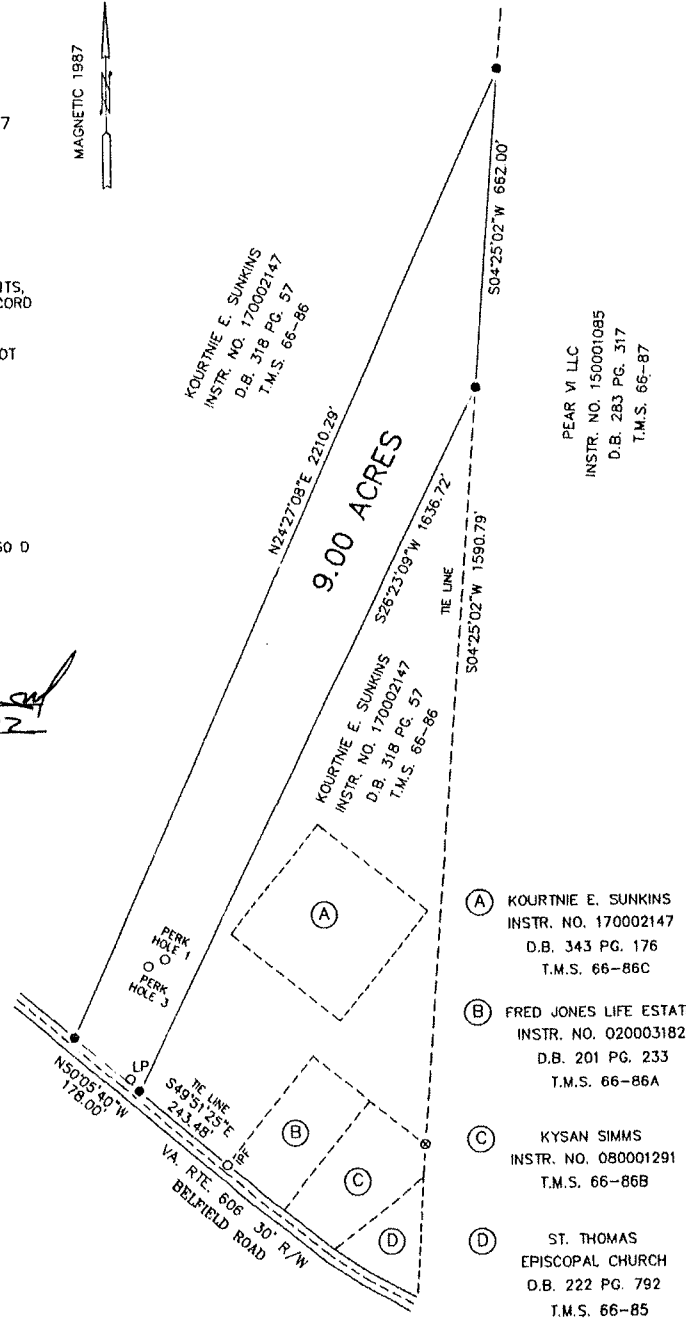 MAGNETIC 1987
7
ITS,
CORD
OT
60 D
KOURTNIE E. SUNKINS
INSTR. NO. 170002147
D.B. 318 PG. 57
T.M.S. 66-86
N24°27'08"E 2210.29'
9.00 ACRES
S04°25'02"W 662.00'
PEAR VI LLC
INSTR. NO. 150001085
D.B. 283 PG. 317
T.M.S. 66-87
S26°23'09"W 1636.72'
TIE LINE
S04°25'02"W 1590.79'
KOURTNIE E. SUNKINS
INSTR. NO. 170002147
D.B. 318 PG. 57
T.M.S. 66-86
A
PERK
HOLE 1
PERK
HOLE 3
LP
N50°05'40"W
178.00'
TIE LINE
S49°51'25"E
243.48'
IPF
B
C
D
VA. RTE. 606 30' R/W
BELFIELD ROAD
A KOURTNIE E. SUNKINS
INSTR. NO. 170002147
D.B. 343 PG. 176
T.M.S. 66-86C
B FRED JONES LIFE ESTAT
INSTR. NO. 020003182
D.B. 201 PG. 233
T.M.S. 66-86A
C KYSAN SIMMS
INSTR. NO. 080001291
T.M.S. 66-86B
D ST. THOMAS
EPISCOPAL CHURCH
D.B. 222 PG. 792
T.M.S. 66-85